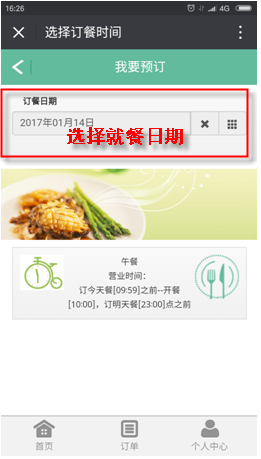 16:26
4G
选择订餐时间
我要预订
订餐日期
2017年01月14日
选择就餐日期
午餐
营业时间:
订今天餐[09:59]之前--开餐
[10:00]，订明天餐[23:00]点之前
首页
订单
个人中心